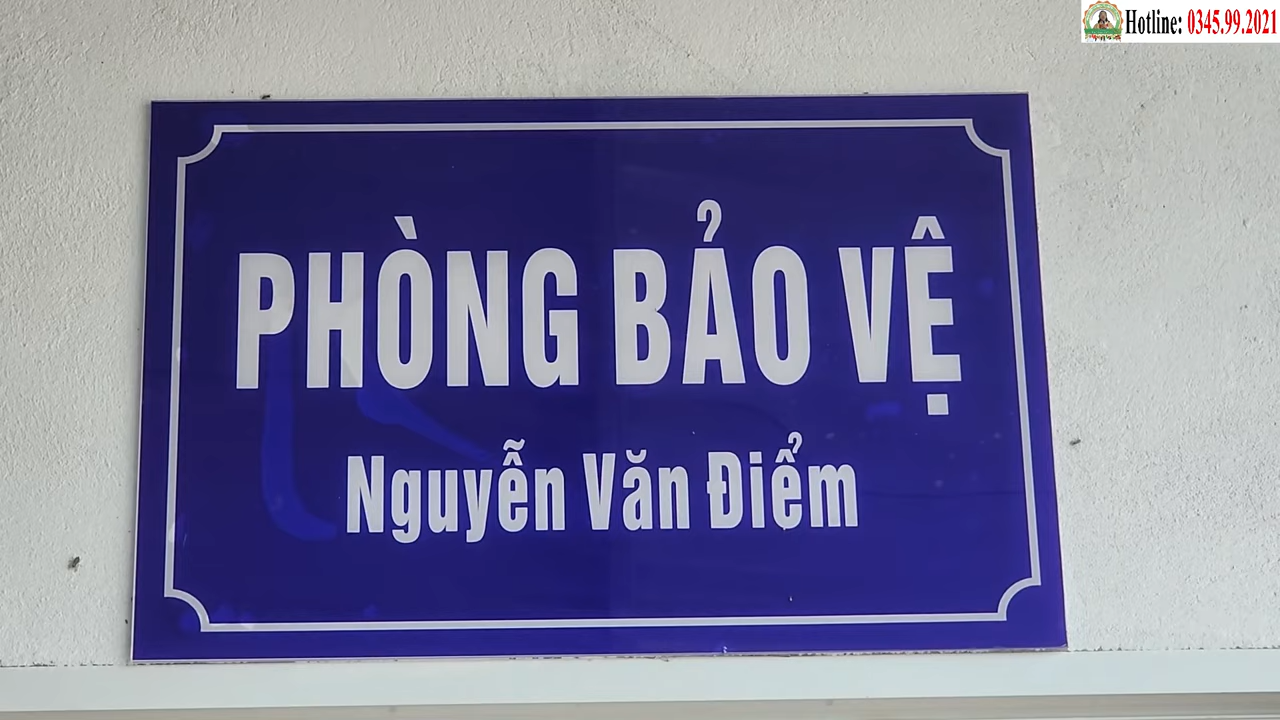 Hotline: 0345.99.2021
PHÒNG BẢO VỆ
Nguyễn Văn Điểm